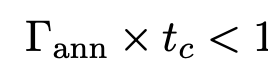 Γ_ann × t_c < 1